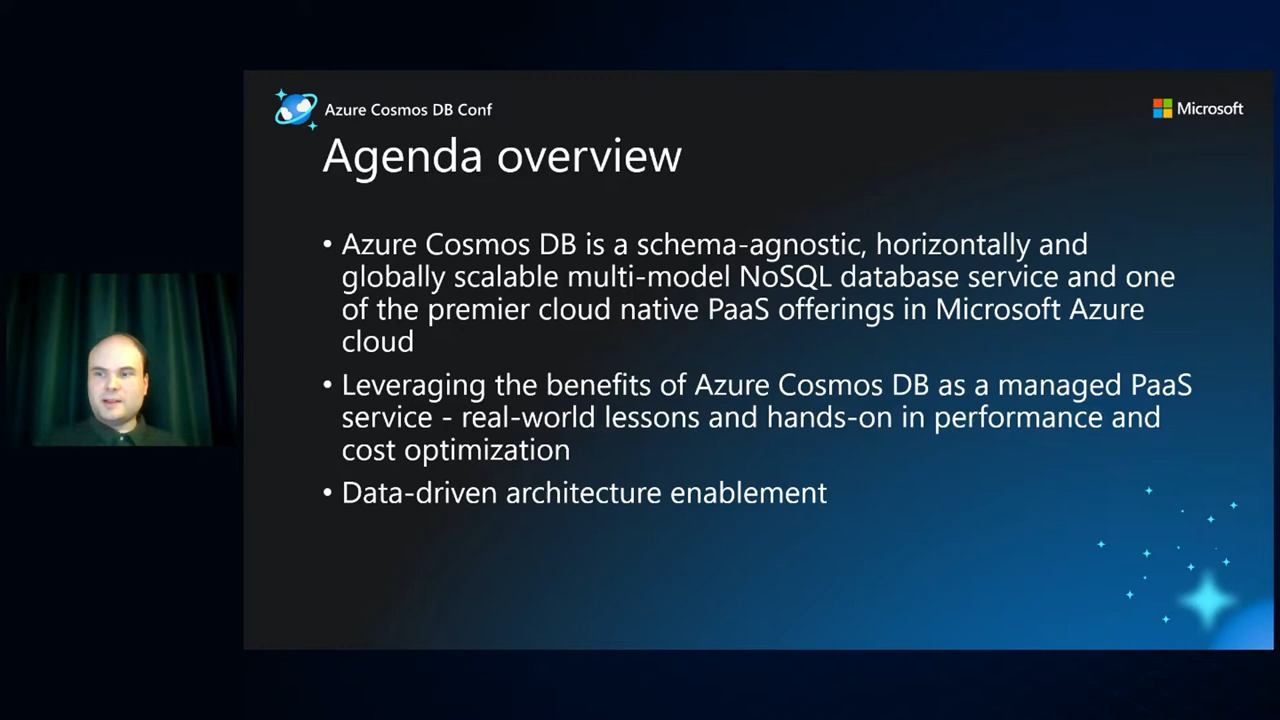 Azure Cosmos DB Conf
Microsoft
Agenda overview
• Azure Cosmos DB is a schema-agnostic, horizontally and
globally scalable multi-model NoSQL database service and one
of the premier cloud native PaaS offerings in Microsoft Azure
cloud
• Leveraging the benefits of Azure Cosmos DB as a managed PaaS
service - real-world lessons and hands-on in performance and
cost optimization
• Data-driven architecture enablement